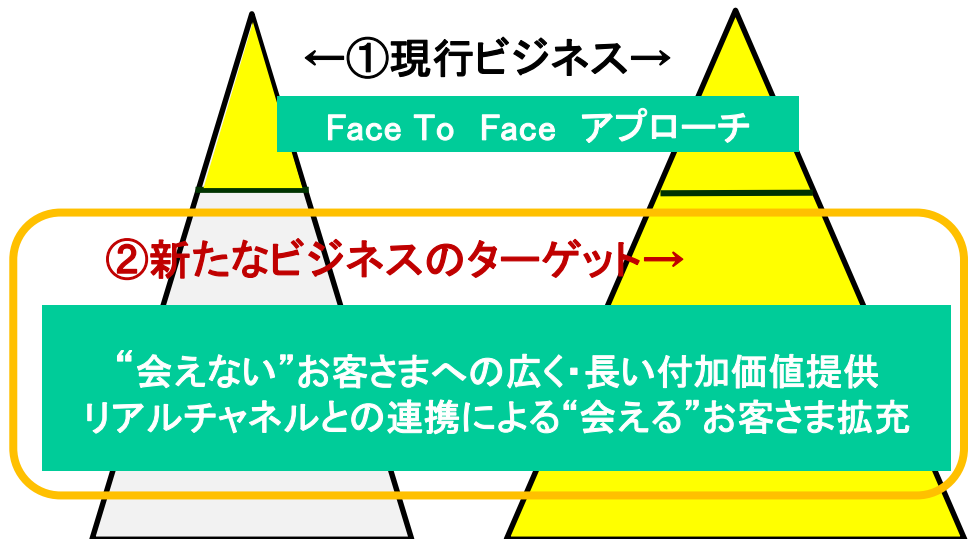 ←①現行ビジネス→
Face To　Face　アプローチ
②新たなビジネスのターゲット→
“会えない”お客さまへの広く・長い付加価値提供
リアルチャネルとの連携による“会える”お客さま拡充